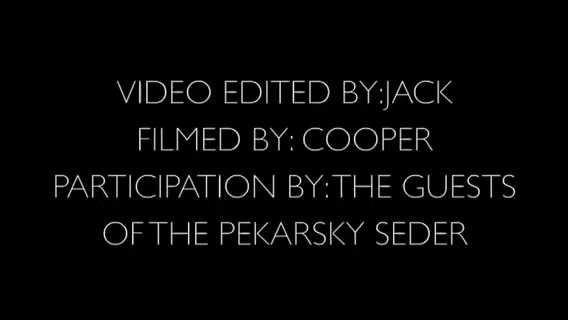 VIDEO EDITED BY:JACK
FILMED BY: COOPER
PARTICIPATION BY:THE GUESTS
OF THE PEKARSKY SEDER